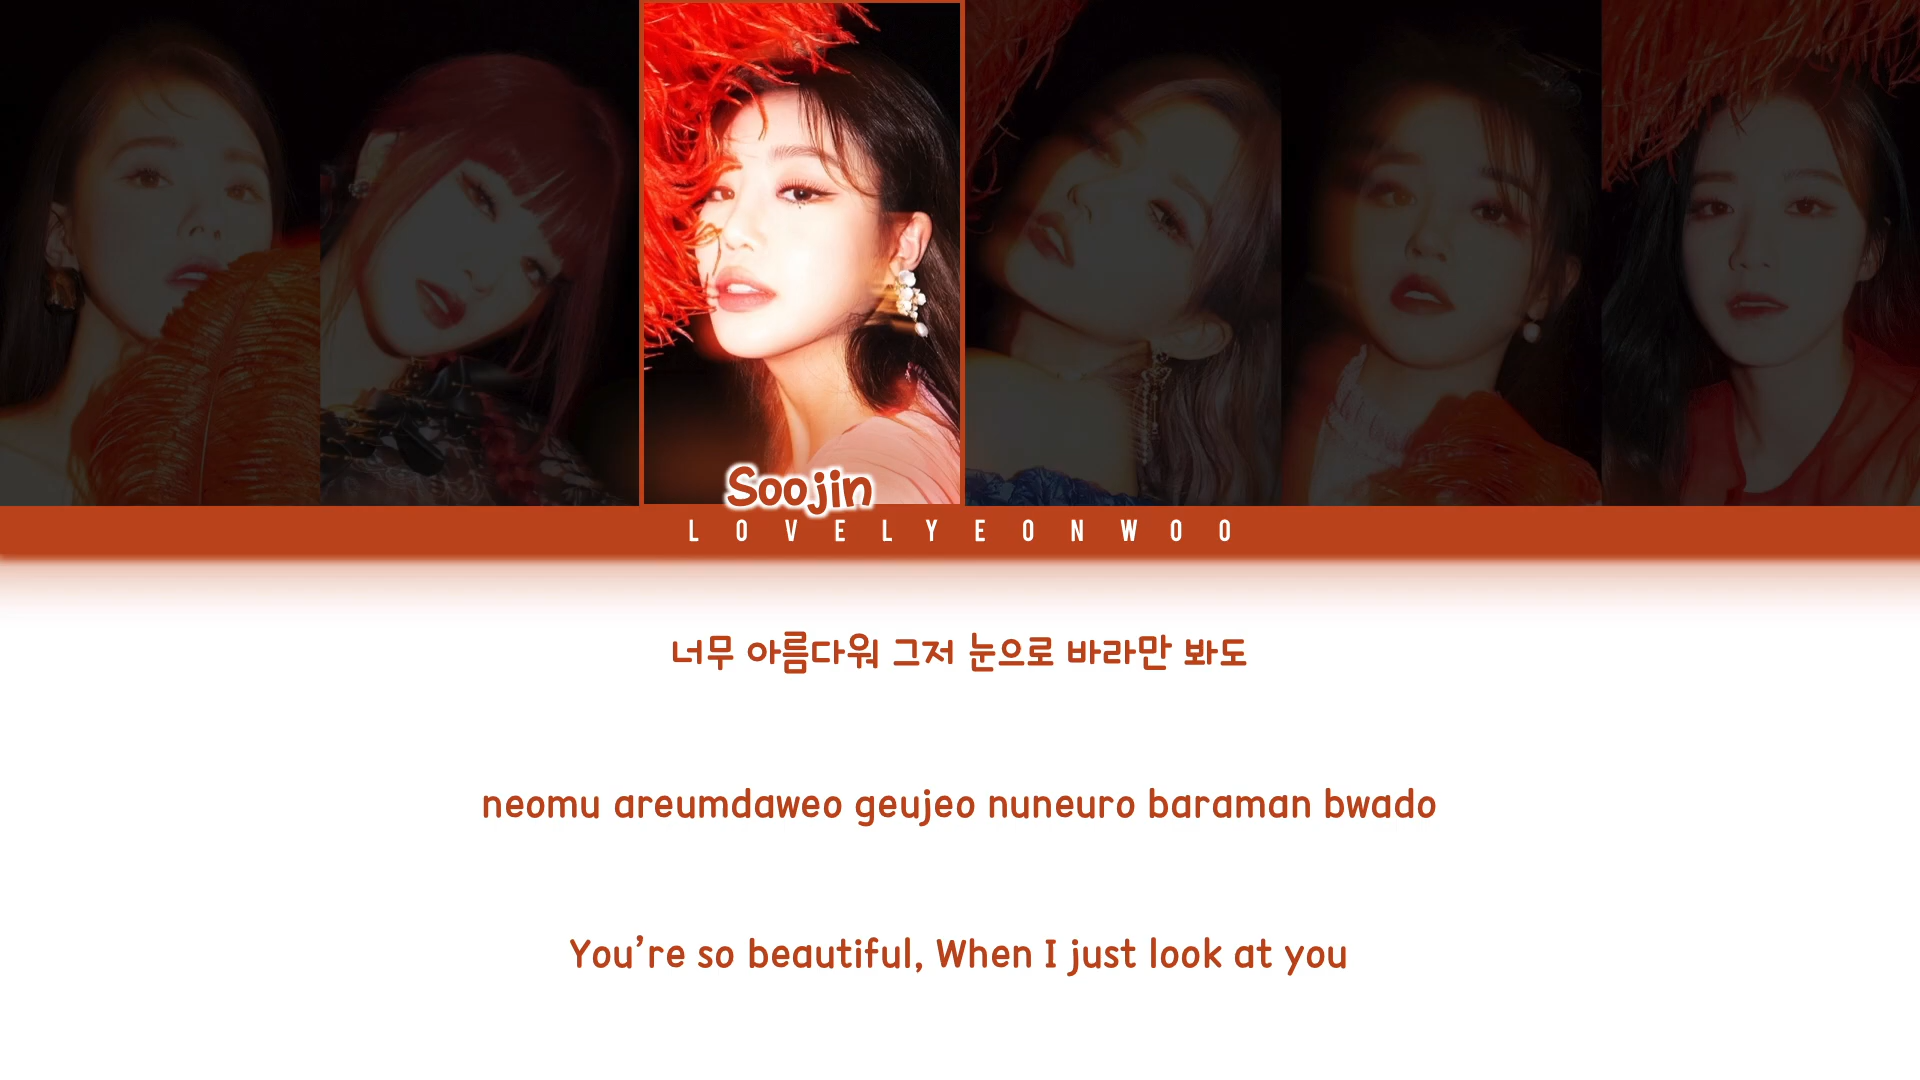 Soojin
LOVELYEONWOO
너무 아름다워 그저 눈으로 바라만 봐도
neomu areumdaweo geujeo nuneuro baraman bwado
You're so beautiful, When I just look at you